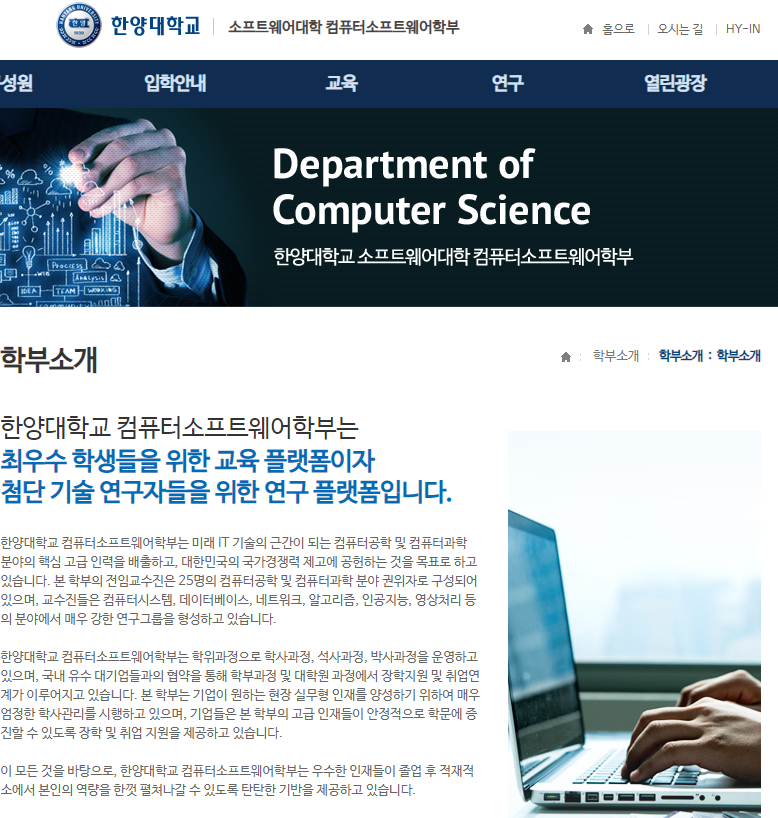 한양대학교 소프트웨어대학 컴퓨터소프트웨어학부
홈으로 오시는 길 HY-IN
성원 입학안내 교육 연구 열린광장
Department of
Computer Science
한양대학교 소프트웨어대학 컴퓨터소프트웨어학부
%
PROCESS
ANALYSIS
IDEA TEAM WORKING
학부소개
학부소개 : 학부소개 : 학부소개
한양대학교 컴퓨터소프트웨어학부는
최우수 학생들을 위한 교육 플랫폼이자
첨단 기술 연구자들을 위한 연구 플랫폼입니다.
한양대학교 컴퓨터소프트웨어학부는 미래 IT 기술의 근간이 되는 컴퓨터공학 및 컴퓨터과학
분야의 핵심 고급 인력을 배출하고, 대한민국의 국가경쟁력 제고에 공헌하는 것을 목표로 하고
있습니다. 본 학부의 전임교수진은 25명의 컴퓨터공학 및 컴퓨터과학 분야 권위자로 구성되어
있으며, 교수진들은 컴퓨터시스템, 데이터베이스, 네트워크, 알고리즘, 인공지능, 영상처리 등
의 분야에서 매우 강한 연구그룹을 형성하고 있습니다.
한양대학교 컴퓨터소프트웨어학부는 학위과정으로 학사과정, 석사과정, 박사과정을 운영하고
있으며, 국내 유수 대기업들과의 협약을 통해 학부과정 및 대학원 과정에서 장학지원 및 취업연
계가 이루어지고 있습니다. 본 학부는 기업이 원하는 현장 실무형 인재를 양성하기 위하여 매우
엄정한 학사관리를 시행하고 있으며, 기업들은 본 학부의 고급 인재들이 안정적으로 학문에 증
진할 수 있도록 장학 및 취업 지원을 제공하고 있습니다.
이 모든 것을 바탕으로, 한양대학교 컴퓨터소프트웨어학부는 우수한 인재들이 졸업 후 적재적
소에서 본인의 역량을 한껏 펼쳐나갈 수 있도록 탄탄한 기반을 제공하고 있습니다.